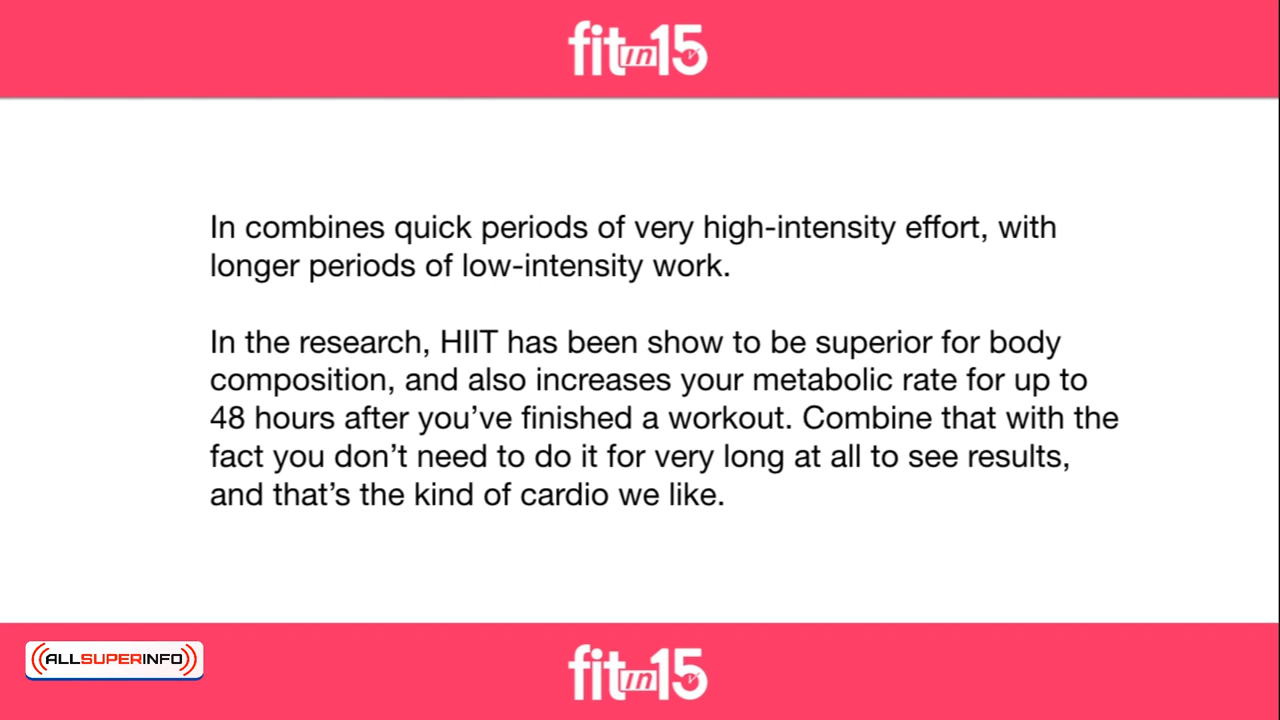 fit in 15
In combines quick periods of very high-intensity effort, with
longer periods of low-intensity work.
In the research, HIIT has been show to be superior for body
composition, and also increases your metabolic rate for up to
48 hours after you’ve finished a workout. Combine that with the
fact you don’t need to do it for very long at all to see results,
and that’s the kind of cardio we like.
ALLSUPERINFO
fit in 15